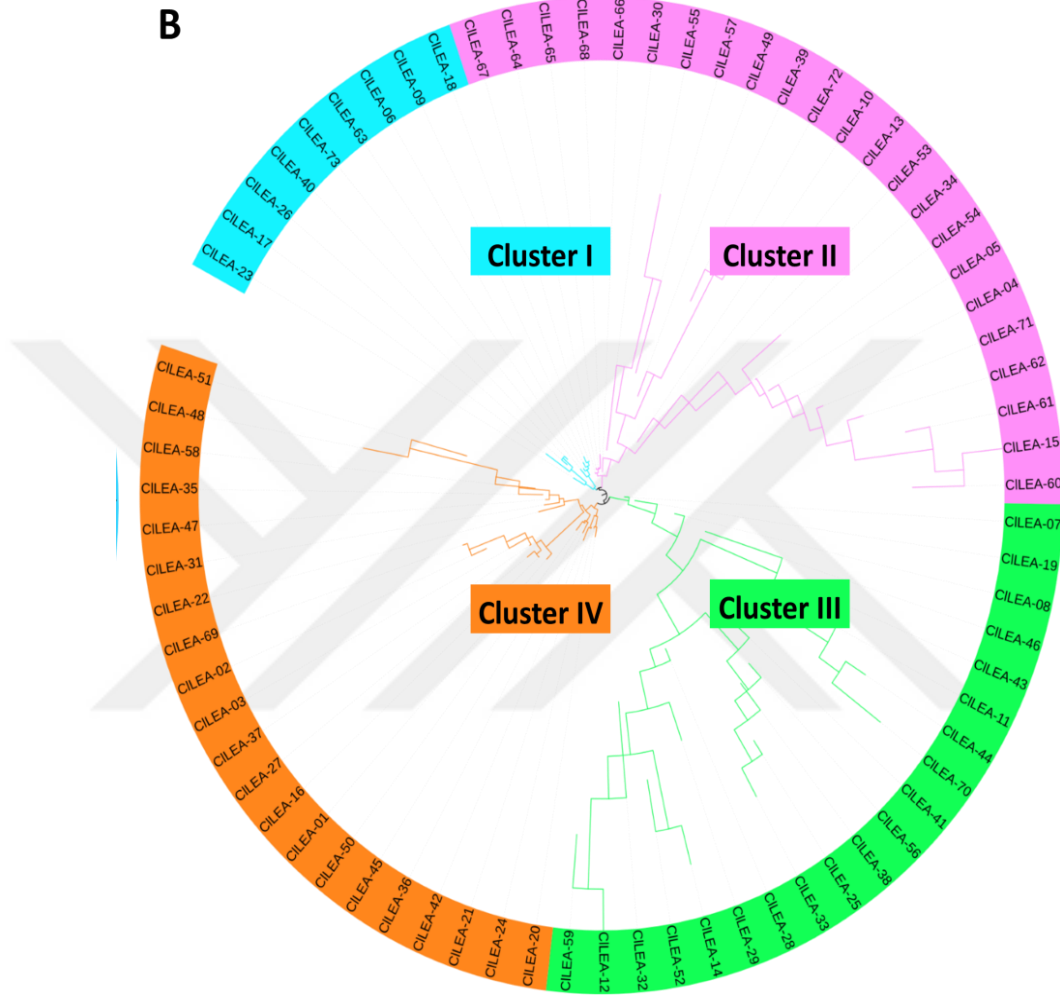 B
CILEA-23
CILEA-17
CILEA-26
CILEA-40
CILEA-73
CILEA-63
CILEA-06
CILEA-09
CILEA-18
CILEA-67
CILEA-64
CILEA-65
CILEA-68
CILEA-66
CILEA-30
CILEA-55
CILEA-57
CILEA-49
CILEA-39
CILEA-72
CILEA-10
CILEA-13
CILEA-53
CILEA-34
CILEA-54
CILEA-05
CILEA-04
CILEA-71
CILEA-62
CILEA-61
CILEA-15
CILEA-60
CILEA-07
CILEA-19
CILEA-08
CILEA-46
CILEA-43
CILEA-11
CILEA-44
CILEA-70
CILEA-41
CILEA-56
CILEA-38
CILEA-25
CILEA-33
CILEA-28
CILEA-29
CILEA-14
CILEA-52
CILEA-32
CILEA-12
CILEA-59
CILEA-20
CILEA-24
CILEA-21
CILEA-42
CILEA-36
CILEA-45
CILEA-50
CILEA-01
CILEA-16
CILEA-27
CILEA-37
CILEA-03
CILEA-02
CILEA-69
CILEA-22
CILEA-31
CILEA-47
CILEA-35
CILEA-58
CILEA-48
CILEA-51
Cluster I
Cluster II
Cluster IV
Cluster III